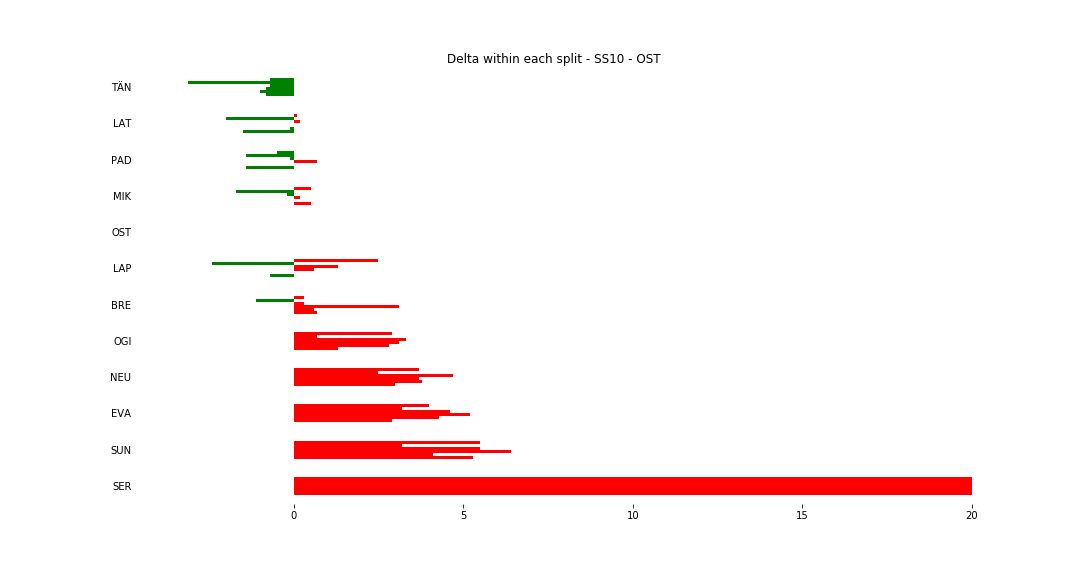 Delta within each split - SS10 - OST
TÄN
LAT
PAD
MIK
OST
LAP
BRE
OGI
NEU
EVA
SUN
SER
0 5 10 15 20